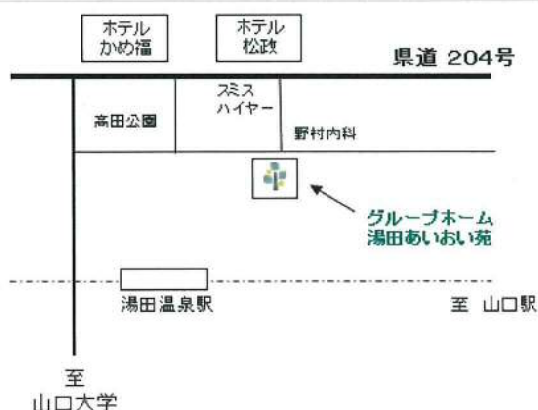 ホテル
かめ福
ホテル
松政
県道 204号
高田公園
スミス
ハイヤー
野村内科
グループホーム
湯田あいおい苑
湯田温泉駅
至 山口駅
至
山口大学